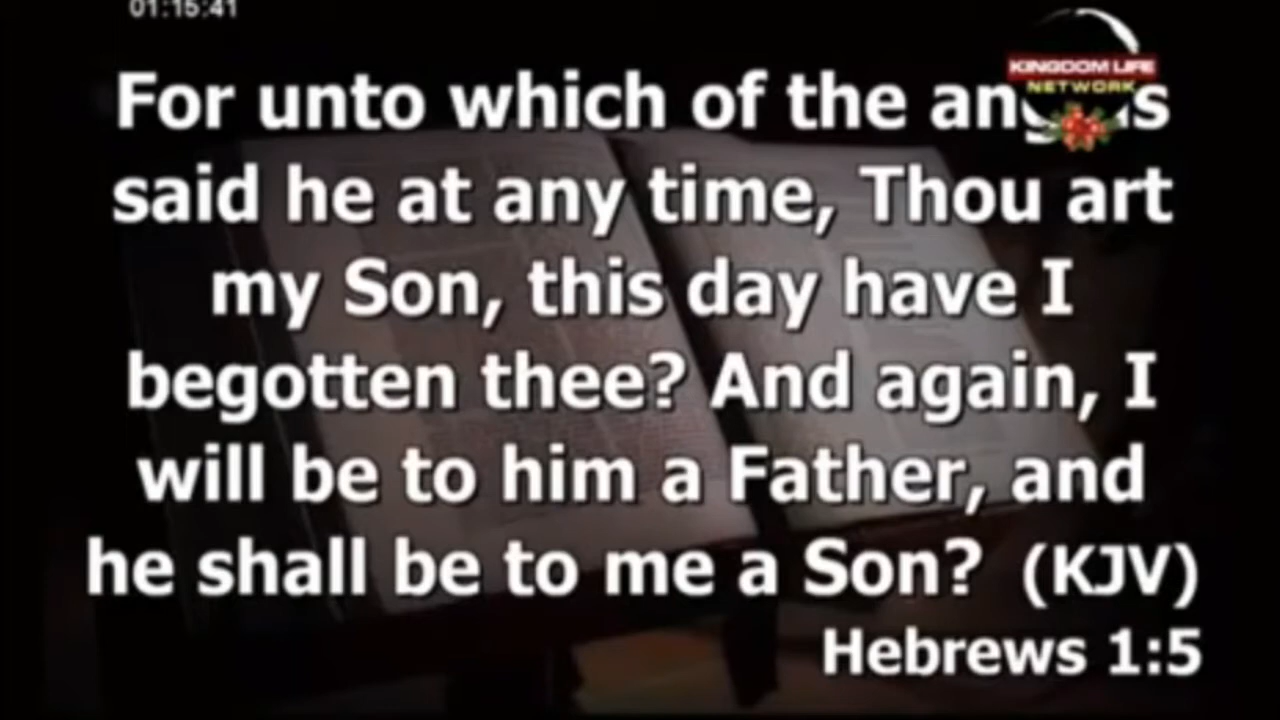 01:15:41
KINGDOM LIFE
NETWORK
For unto which of the
said he at any time, Thou art
my Son, this day have I
begotten thee? And again, I
will be to him a Father, and
he shall be to me a Son? (KJV)
Hebrews 1:5